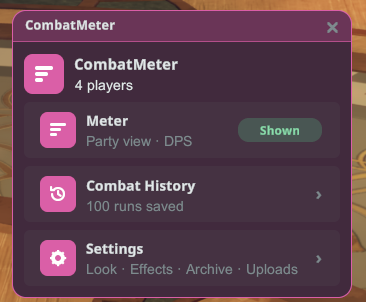 CombatMeter
CombatMeter
4 players
Meter
Party view · DPS
Shown
Combat History
100 runs saved
Settings
Look · Effects · Archive · Uploads